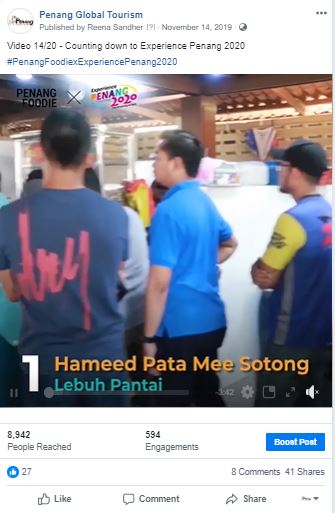 Penang Global Tourism
Published by Reena Sandher [?] · November 14, 2019 ·
Video 14/20 - Counting down to Experience Penang 2020
#PenangFoodiexExperiencePenang2020
PENANG FOODIE X Experience PENANG 2020
1 Hameed Pata Mee Sotong
Lebuh Pantai
-3:42
8,942 594
People Reached Engagements
Boost Post
27 8 Comments 41 Shares
Like Comment Share